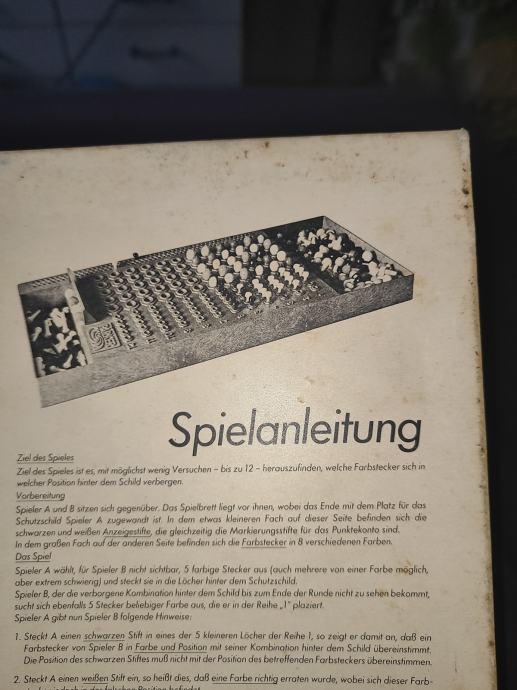 Spielanleitung
Ziel des Spieles
Ziel des Spieles ist es, mit möglichst wenig Versuchen – bis zu 12 – herauszufinden, welche Farbstecker sich in
welcher Position hinter dem Schild verbergen.
Vorbereitung
Spieler A und B sitzen sich gegenüber. Das Spielbrett liegt vor ihnen, wobei das Ende mit dem Platz für das
Schutzschild Spieler A zugewandt ist. In dem etwas kleineren Fach auf dieser Seite befinden sich die
schwarzen und weißen Anzeigestifte, die gleichzeitig die Markierungsstifte für das Punktekonto sind.
In dem großen Fach auf der anderen Seite befinden sich die Farbstecker in 8 verschiedenen Farben.
Das Spiel
Spieler A wählt, für Spieler B nicht sichtbar, 5 farbige Stecker aus (auch mehrere von einer Farbe möglich,
aber extrem schwierig) und steckt sie in die Löcher hinter dem Schutzschild.
Spieler B, der die verborgene Kombination hinter dem Schild bis zum Ende der Runde nicht zu sehen bekommt,
sucht sich ebenfalls 5 Stecker beliebiger Farbe aus, die er in der Reihe „1" plaziert.
Spieler A gibt nun Spieler B folgende Hinweise:
1. Steckt A einen schwarzen Stift in eines der 5 kleineren Löcher der Reihe 1, so zeigt er damit an, daß ein
Farbstecker von Spieler B in Farbe und Position mit seiner Kombination hinter dem Schild übereinstimmt.
Die Position des schwarzen Stiftes muß nicht mit der Position des betreffenden Farbsteckers übereinstimmen.
2. Steckt A einen weißen Stift ein, so heißt dies, daß eine Farbe richtig erraten wurde, wobei sich dieser Farb-